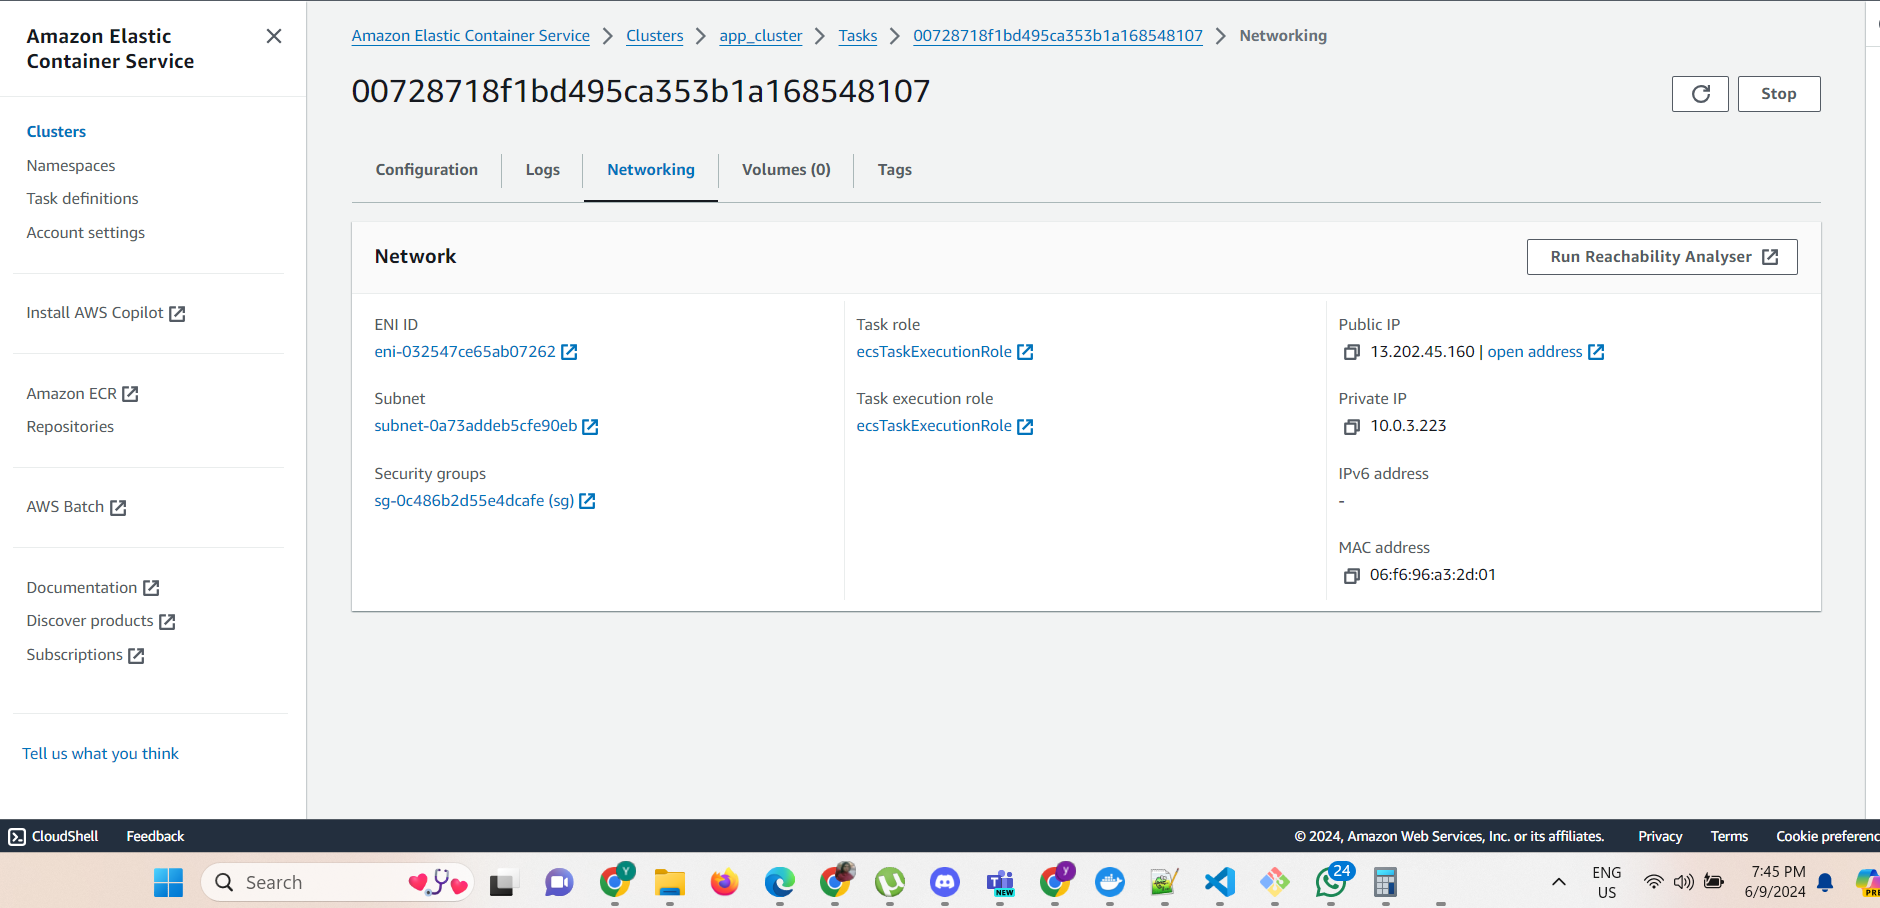 Amazon Elastic
Container Service
Clusters
Namespaces
Task definitions
Account settings
Install AWS Copilot
Amazon ECR
Repositories
AWS Batch
Documentation
Discover products
Subscriptions
Tell us what you think
Amazon Elastic Container Service Clusters app_cluster Tasks 00728718f1bd495ca353b1a168548107 Networking
00728718f1bd495ca353b1a168548107
Stop
Configuration Logs Networking Volumes (0) Tags
Network
Run Reachability Analyser
ENI ID
eni-032547ce65ab07262
Subnet
subnet-0a73addeb5cfe90eb
Security groups
sg-0c486b2d55e4dcafe (sg)
Task role
ecsTaskExecutionRole
Task execution role
ecsTaskExecutionRole
Public IP
13.202.45.160 | open address
Private IP
10.0.3.223
IPv6 address
-
MAC address
06:f6:96:a3:2d:01
CloudShell Feedback © 2024, Amazon Web Services, Inc. or its affiliates. Privacy Terms Cookie preferenc
Search
Y
NEW
y
24
ENG
US
7:45 PM
6/9/2024
PRE